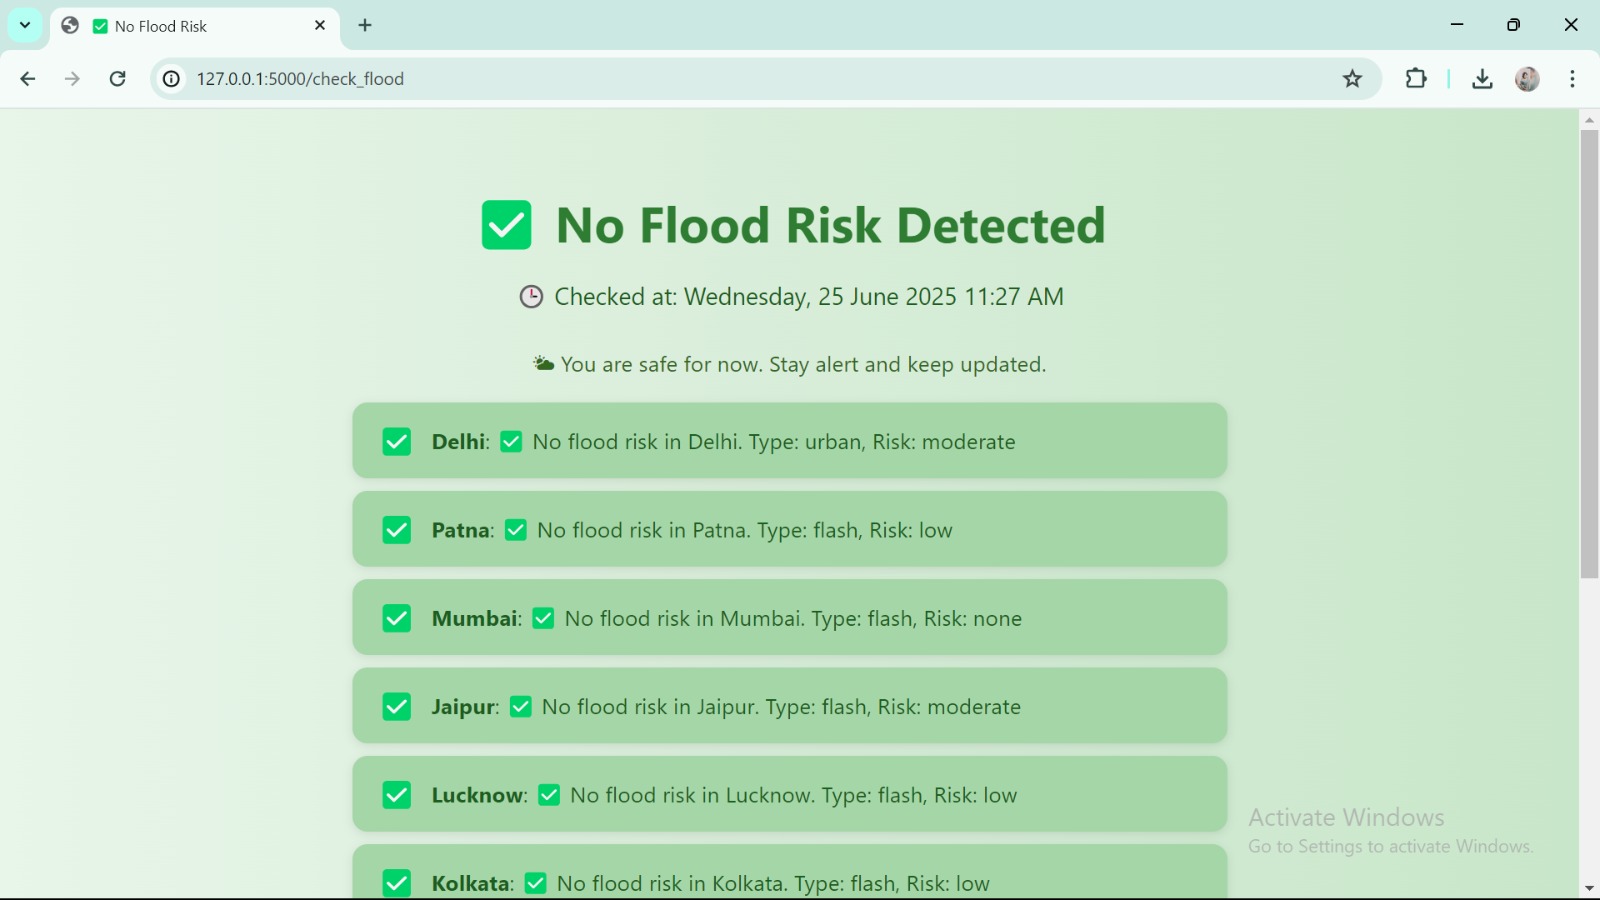 ✅ No Flood Risk
127.0.0.1:5000/check_flood
✅ No Flood Risk Detected
🕒 Checked at: Wednesday, 25 June 2025 11:27 AM
🌥 You are safe for now. Stay alert and keep updated.
✅ Delhi: ✅ No flood risk in Delhi. Type: urban, Risk: moderate
✅ Patna: ✅ No flood risk in Patna. Type: flash, Risk: low
✅ Mumbai: ✅ No flood risk in Mumbai. Type: flash, Risk: none
✅ Jaipur: ✅ No flood risk in Jaipur. Type: flash, Risk: moderate
✅ Lucknow: ✅ No flood risk in Lucknow. Type: flash, Risk: low
✅ Kolkata: ✅ No flood risk in Kolkata. Type: flash, Risk: low
Activate Windows
Go to Settings to activate Windows.